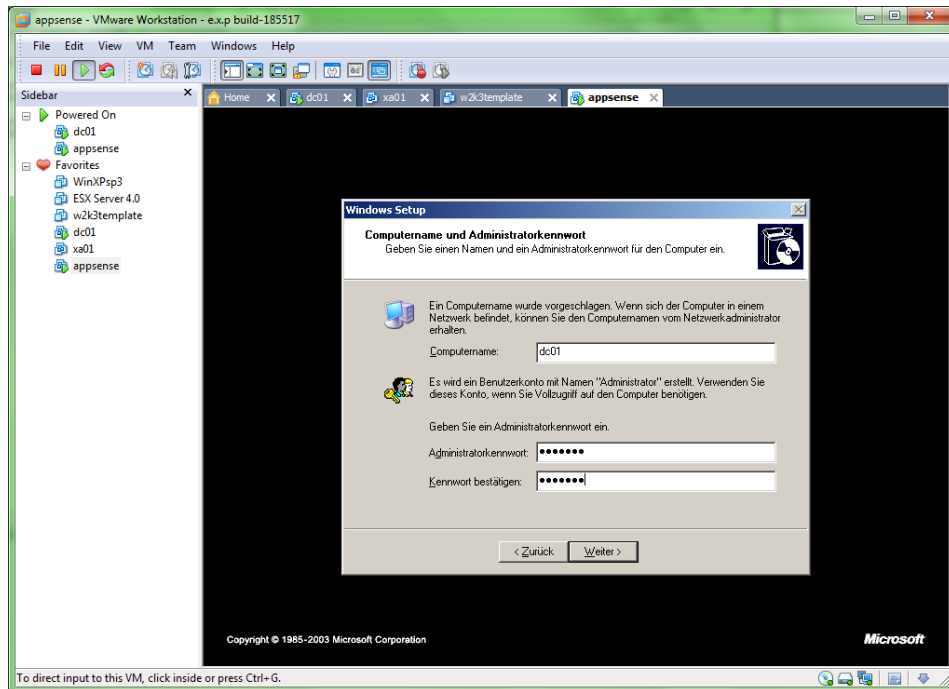 appsense - VMware Workstation - e.x.p build-185517
File Edit View VM Team Windows Help
Sidebar
Home dc01 xa01 w2k3template appsense
Powered On
dc01
appsense
Favorites
WinXPsp3
ESX Server 4.0
w2k3template
dc01
xa01
appsense
Windows Setup
Computername und Administratorkennwort
Geben Sie einen Namen und ein Administratorkennwort für den Computer ein.
Ein Computername wurde vorgeschlagen. Wenn sich der Computer in einem
Netzwerk befindet, können Sie den Computernamen vom Netzwerkadministrator
erhalten.
Computername: dc01
Es wird ein Benutzerkonto mit Namen "Administrator" erstellt. Verwenden Sie
dieses Konto, wenn Sie Vollzugriff auf den Computer benötigen.
Geben Sie ein Administratorkennwort ein.
Administratorkennwort: •••••••
Kennwort bestätigen: •••••••
< Zurück Weiter >
Copyright © 1985-2003 Microsoft Corporation
Microsoft
To direct input to this VM, click inside or press Ctrl+G.